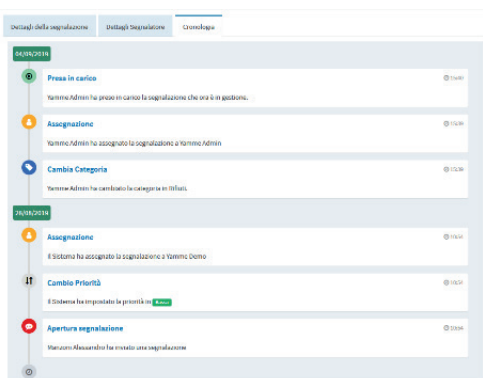 Dettagli della segnalazione Dettagli Segnalatore Cronologia
04/09/2019
Presa in carico
Yamme Admin ha preso in carico la segnalazione che ora è in gestione.
Assegnazione
Yamme Admin ha assegnato la segnalazione a Yamme Admin
Cambia Categoria
Yamme Admin ha cambiato la categoria in Rifiuti.
Assegnazione
Il Sistema ha assegnato la segnalazione a Yamme Demo
Cambio Priorità
Il Sistema ha impostato la priorità in
Apertura segnalazione
Manzoni Alessandro ha inviato una segnalazione